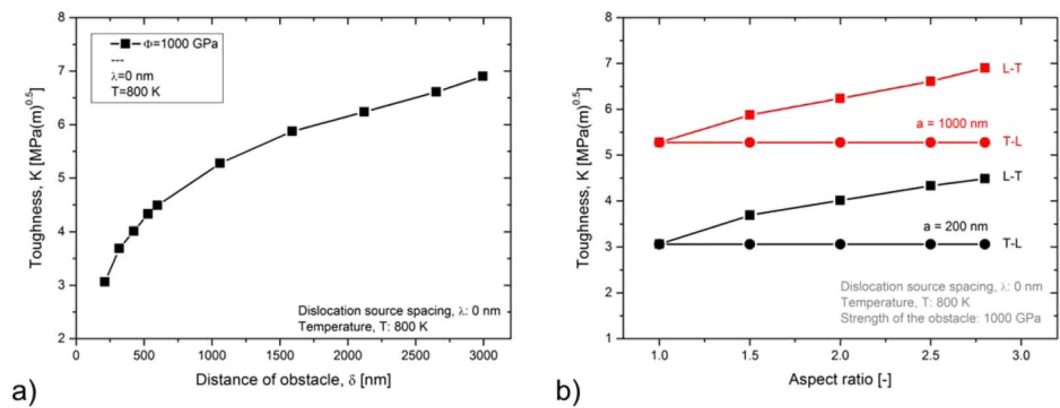 8
7
6
5
4
3
2
Toughness, K [MPa(m)^0.5]
Φ=1000 GPa
---
λ=0 nm
T=800 K
Dislocation source spacing, λ: 0 nm
Temperature, T: 800 K
0 500 1000 1500 2000 2500 3000
Distance of obstacle, δ [nm]
a)
8
7
6
5
4
3
2
1
Toughness, K [MPa(m)^0.5]
L-T
a = 1000 nm
T-L
L-T
a = 200 nm
T-L
Dislocation source spacing, λ: 0 nm
Temperature, T: 800 K
Strength of the obstacle: 1000 GPa
1.0 1.5 2.0 2.5 3.0
Aspect ratio [-]
b)